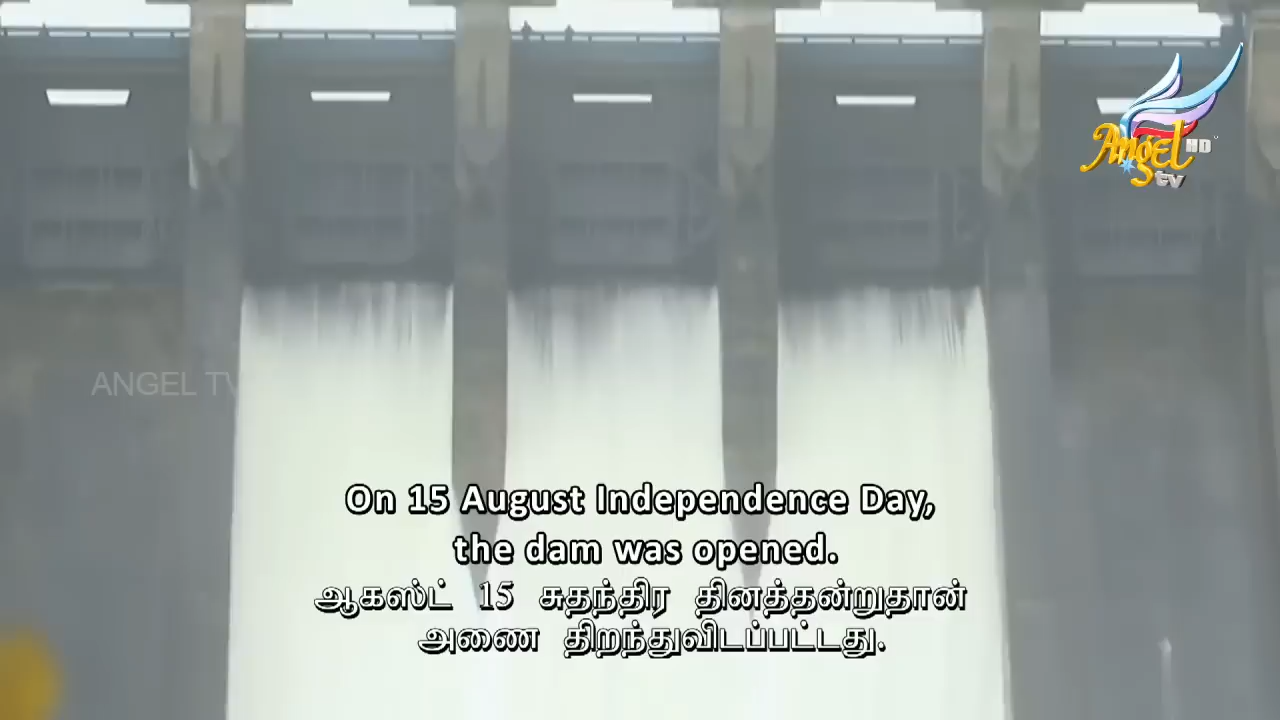 Angel HD
tv
ANGEL TV
On 15 August Independence Day,
the dam was opened.
ஆகஸ்ட் 15 சுதந்திர தினத்தன்றுதான்
அணை திறந்துவிடப்பட்டது.